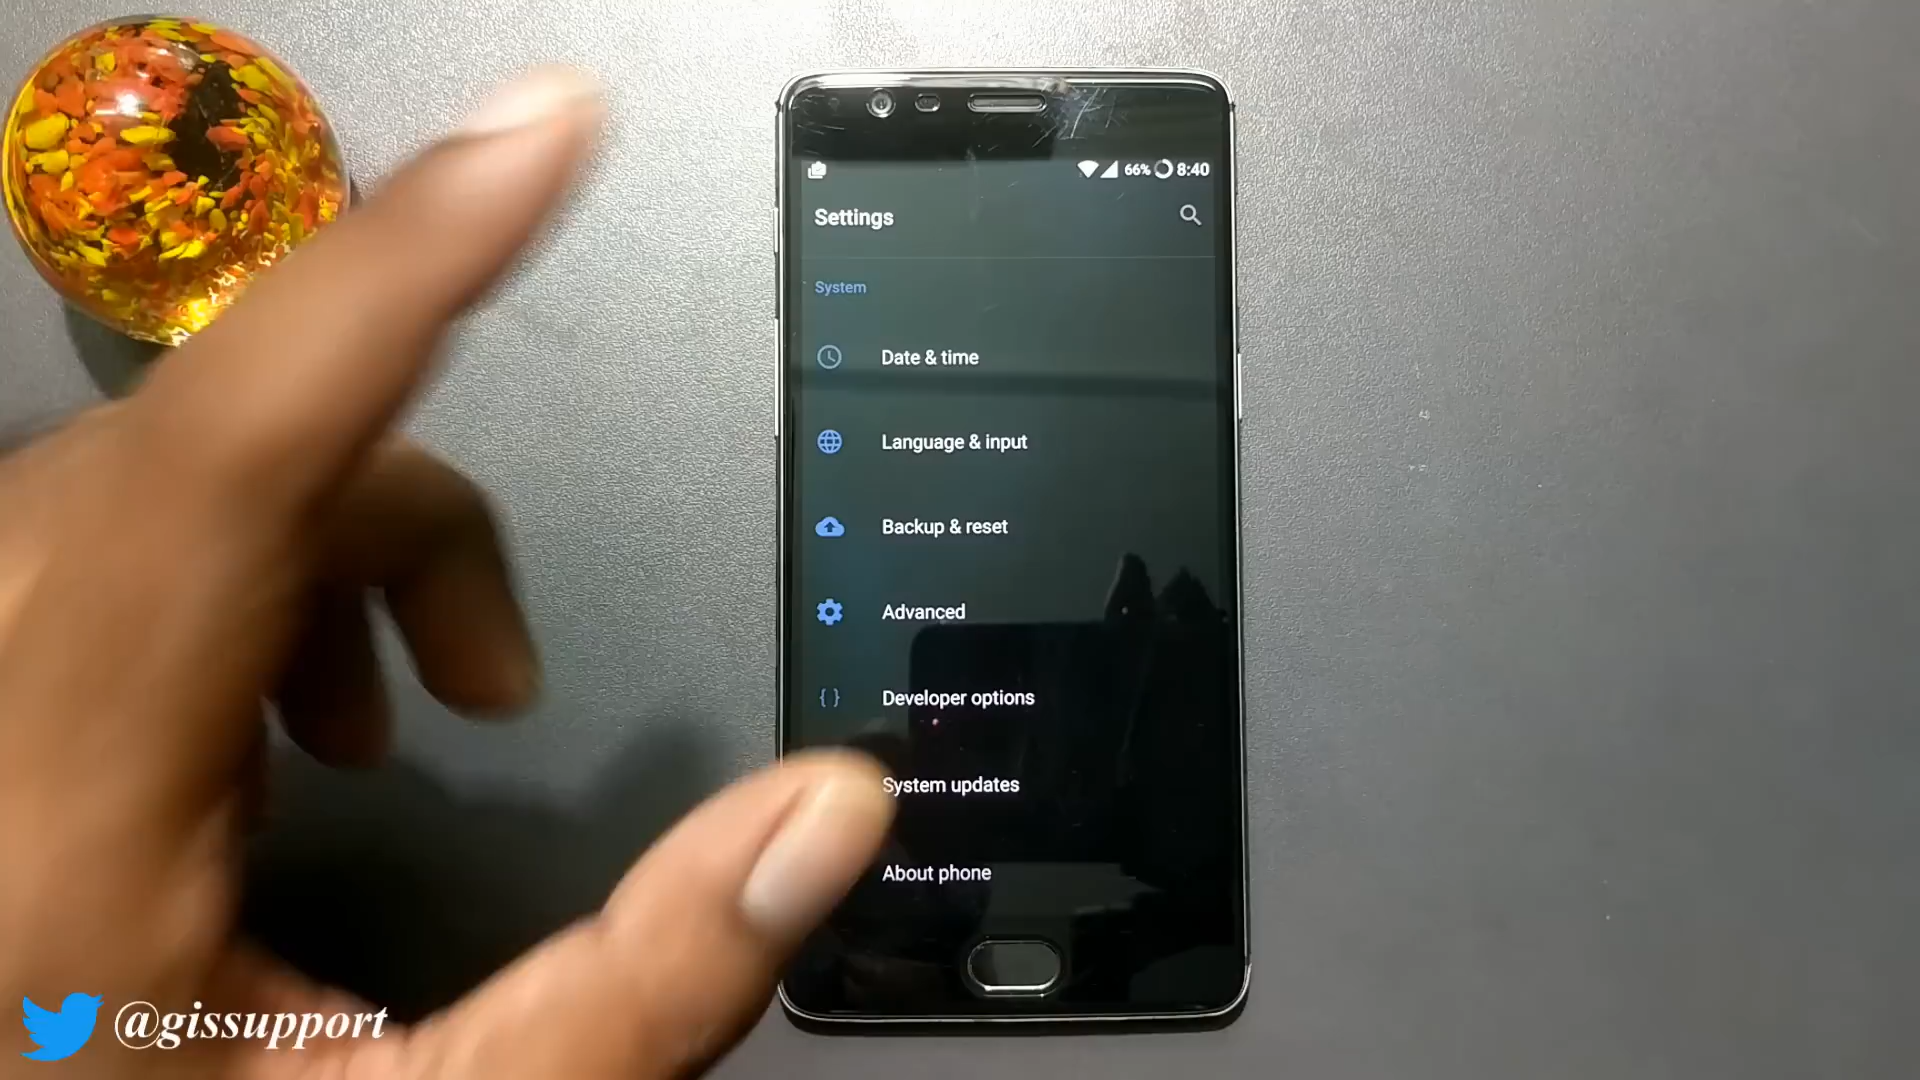 66% 8:40
Settings
System
Date & time
Language & input
Backup & reset
Advanced
Developer options
System updates
About phone
@gissupport